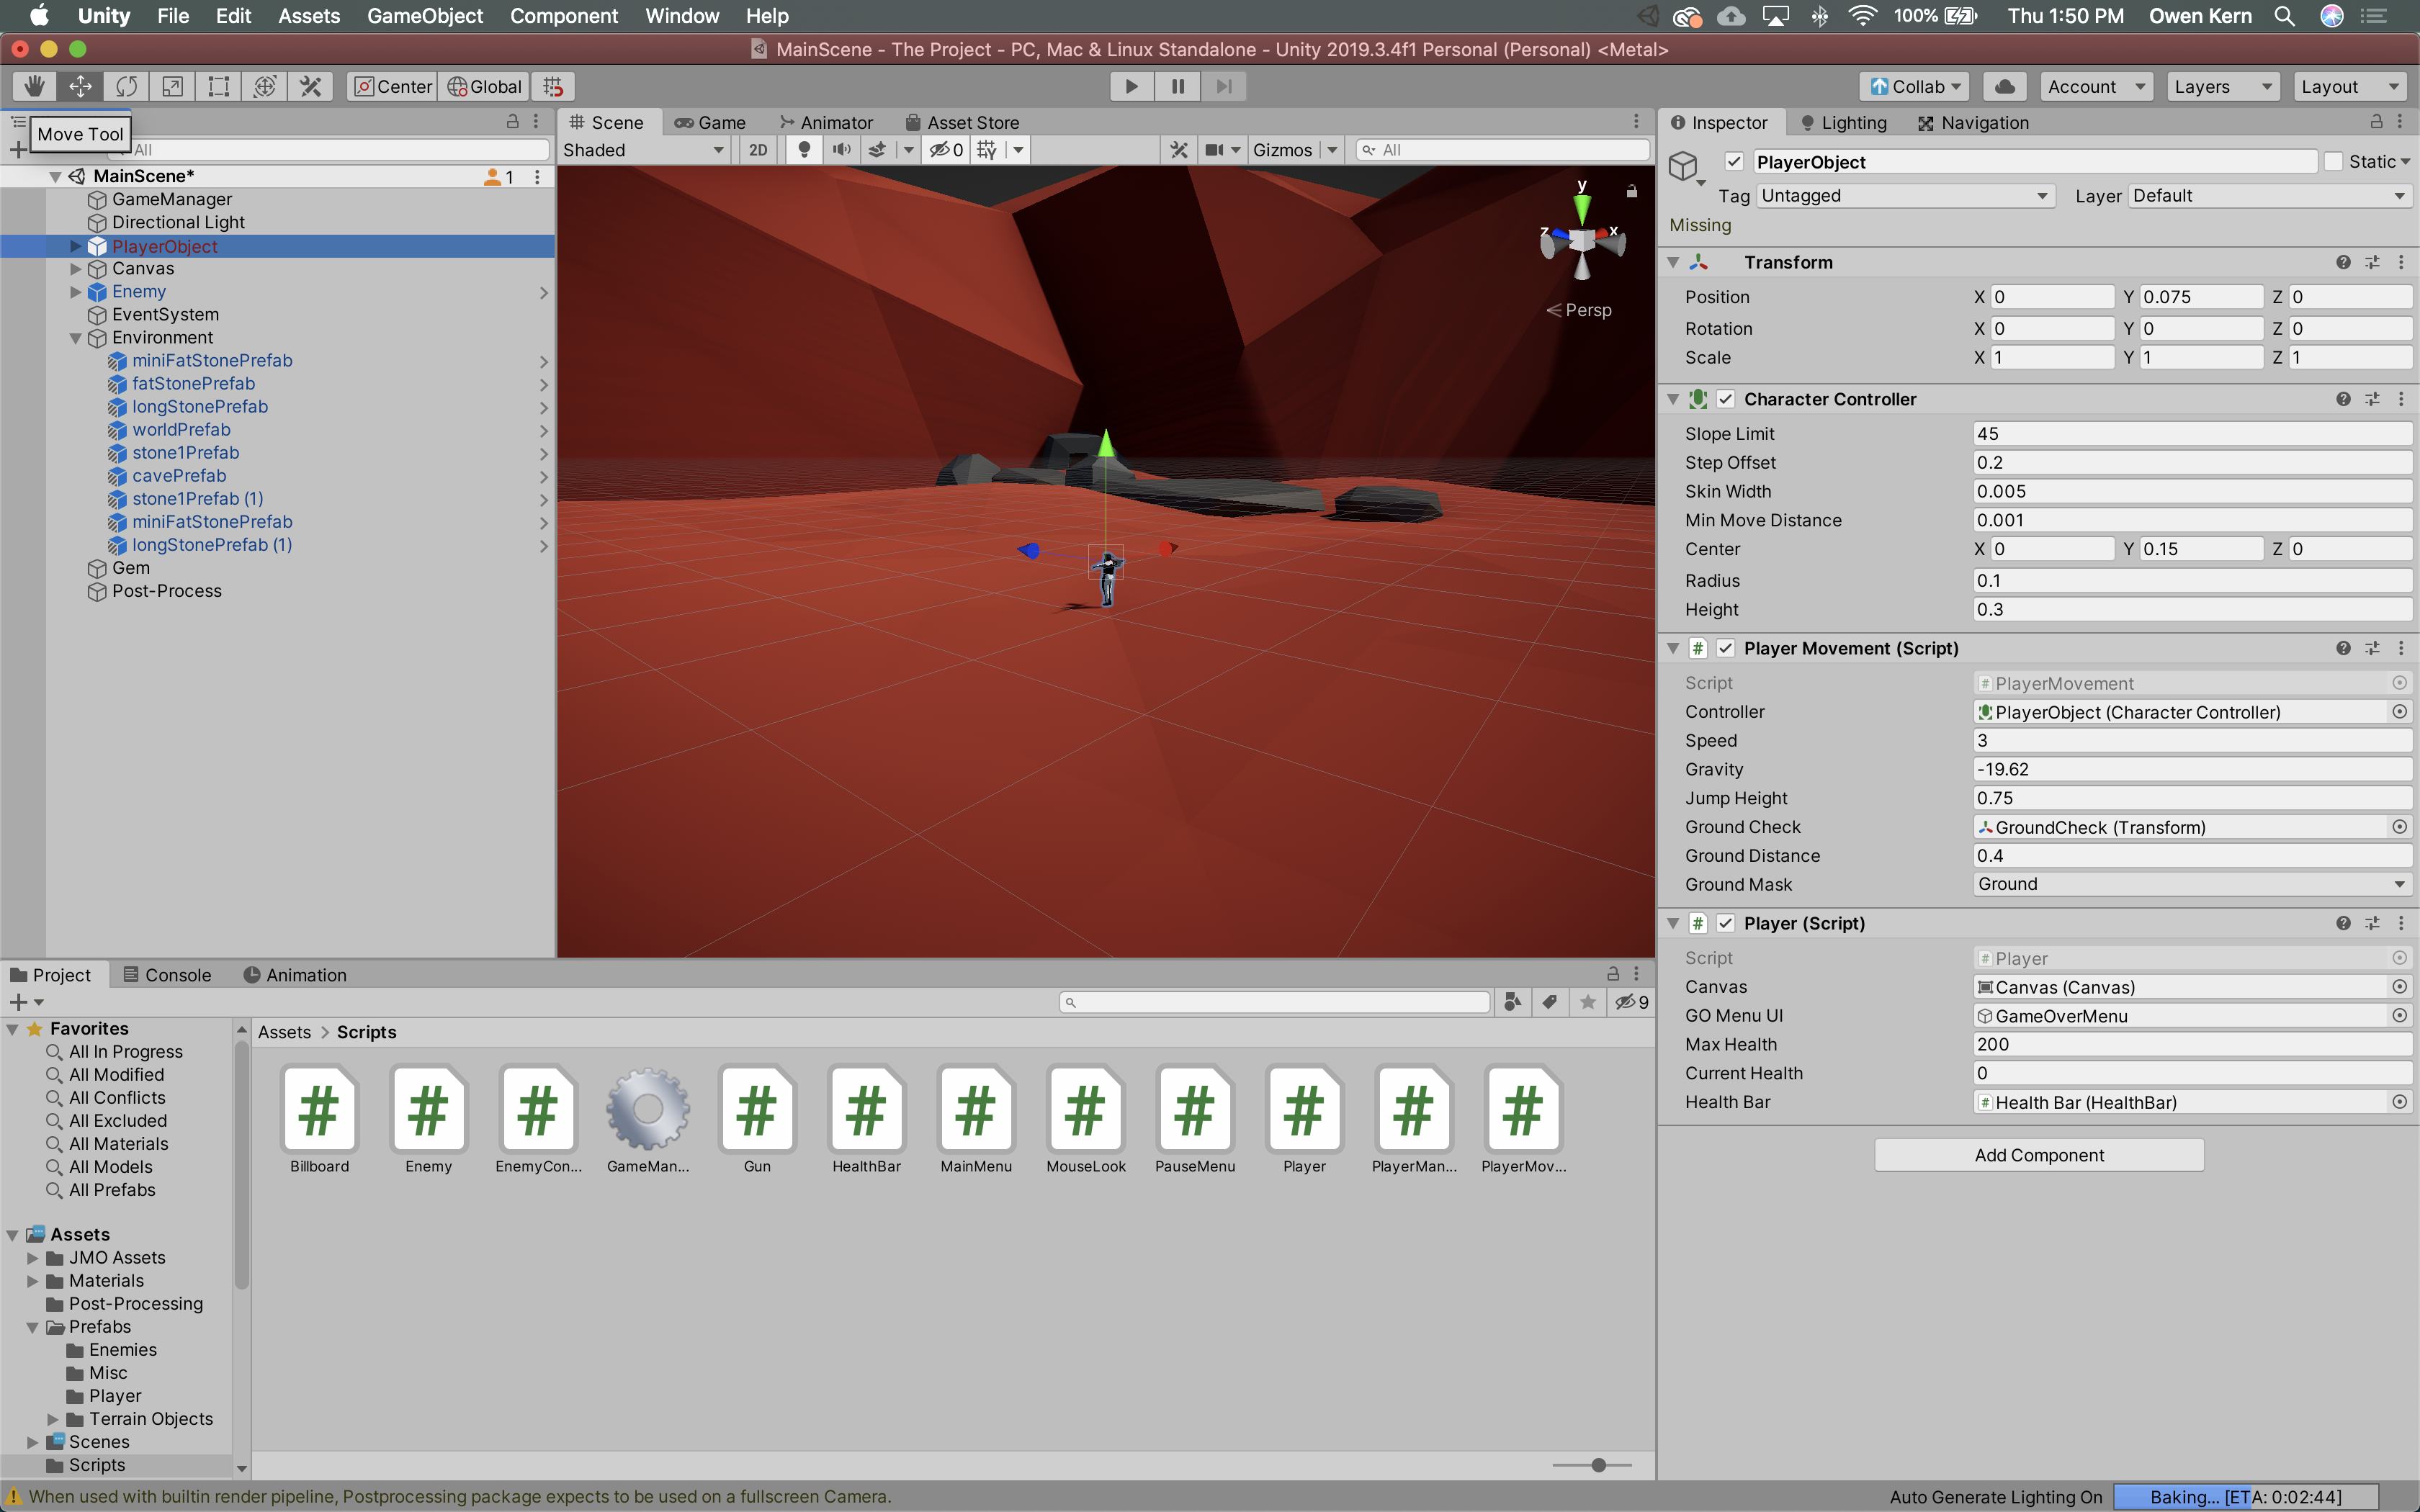 Unity File Edit Assets GameObject Component Window Help 100% Thu 1:50 PM Owen Kern
MainScene - The Project - PC, Mac & Linux Standalone - Unity 2019.3.4f1 Personal (Personal) <Metal>
Center Global Collab Account Layers Layout
Move Tool
All
MainScene* 1
GameManager
Directional Light
PlayerObject
Canvas
Enemy
EventSystem
Environment
miniFatStonePrefab
fatStonePrefab
longStonePrefab
worldPrefab
stone1Prefab
cavePrefab
stone1Prefab (1)
miniFatStonePrefab
longStonePrefab (1)
Gem
Post-Process
Scene Game Animator Asset Store
Shaded 2D 0 Gizmos All
y
z x
< Persp
Inspector Lighting Navigation
PlayerObject Static
Tag Untagged Layer Default
Missing
Transform
Position X 0 Y 0.075 Z 0
Rotation X 0 Y 0 Z 0
Scale X 1 Y 1 Z 1
Character Controller
Slope Limit 45
Step Offset 0.2
Skin Width 0.005
Min Move Distance 0.001
Center X 0 Y 0.15 Z 0
Radius 0.1
Height 0.3
# Player Movement (Script)
Script # PlayerMovement
Controller PlayerObject (Character Controller)
Speed 3
Gravity -19.62
Jump Height 0.75
Ground Check GroundCheck (Transform)
Ground Distance 0.4
Ground Mask Ground
# Player (Script)
Script # Player
Canvas Canvas (Canvas)
GO Menu UI GameOverMenu
Max Health 200
Current Health 0
Health Bar # Health Bar (HealthBar)
Add Component
Project Console Animation
9
Favorites
All In Progress
All Modified
All Conflicts
All Excluded
All Materials
All Models
All Prefabs
Assets
JMO Assets
Materials
Post-Processing
Prefabs
Enemies
Misc
Player
Terrain Objects
Scenes
Scripts
Assets > Scripts
# # # # # # # # # # #
Billboard Enemy EnemyCon... GameMan... Gun HealthBar MainMenu MouseLook PauseMenu Player PlayerMan... PlayerMov...
When used with builtin render pipeline, Postprocessing package expects to be used on a fullscreen Camera.
Auto Generate Lighting On Baking... [ETA: 0:02:44]